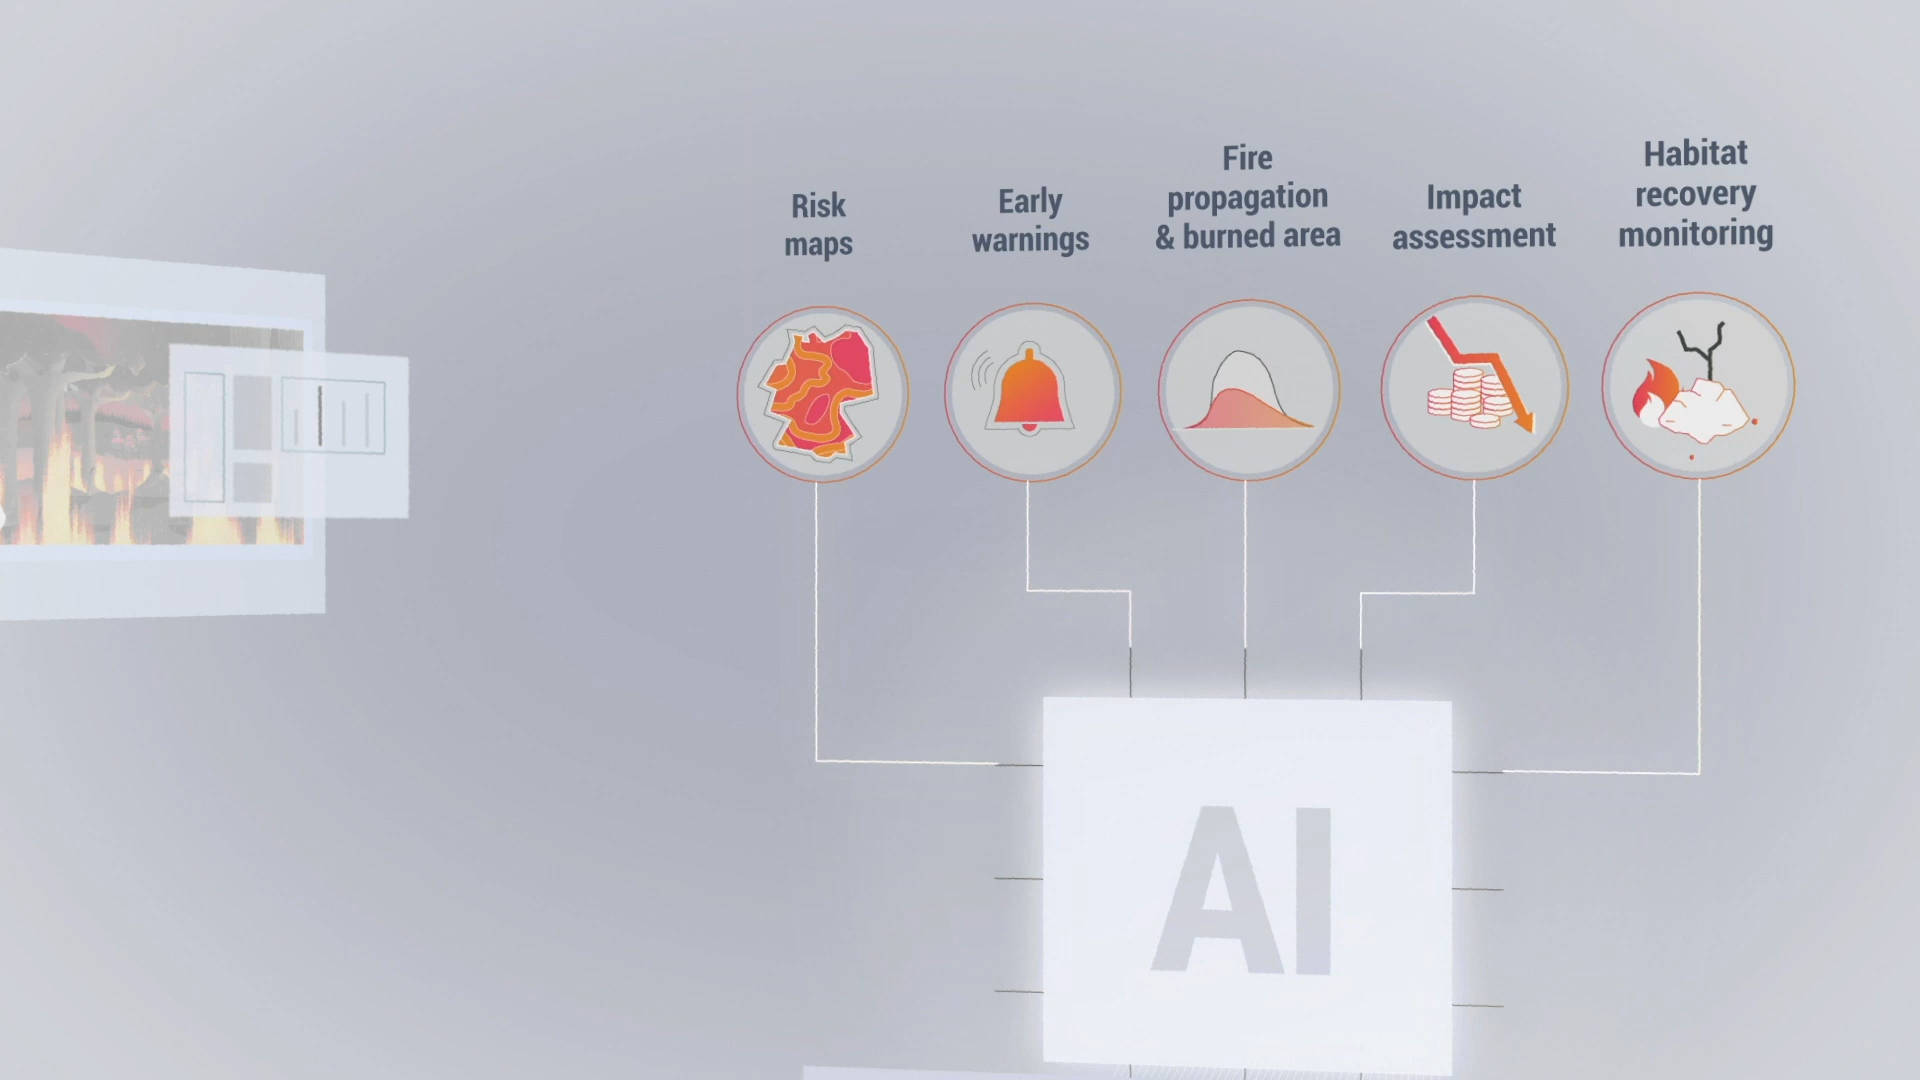 Risk
maps
Early
warnings
Fire
propagation
& burned area
Impact
assessment
Habitat
recovery
monitoring
AI